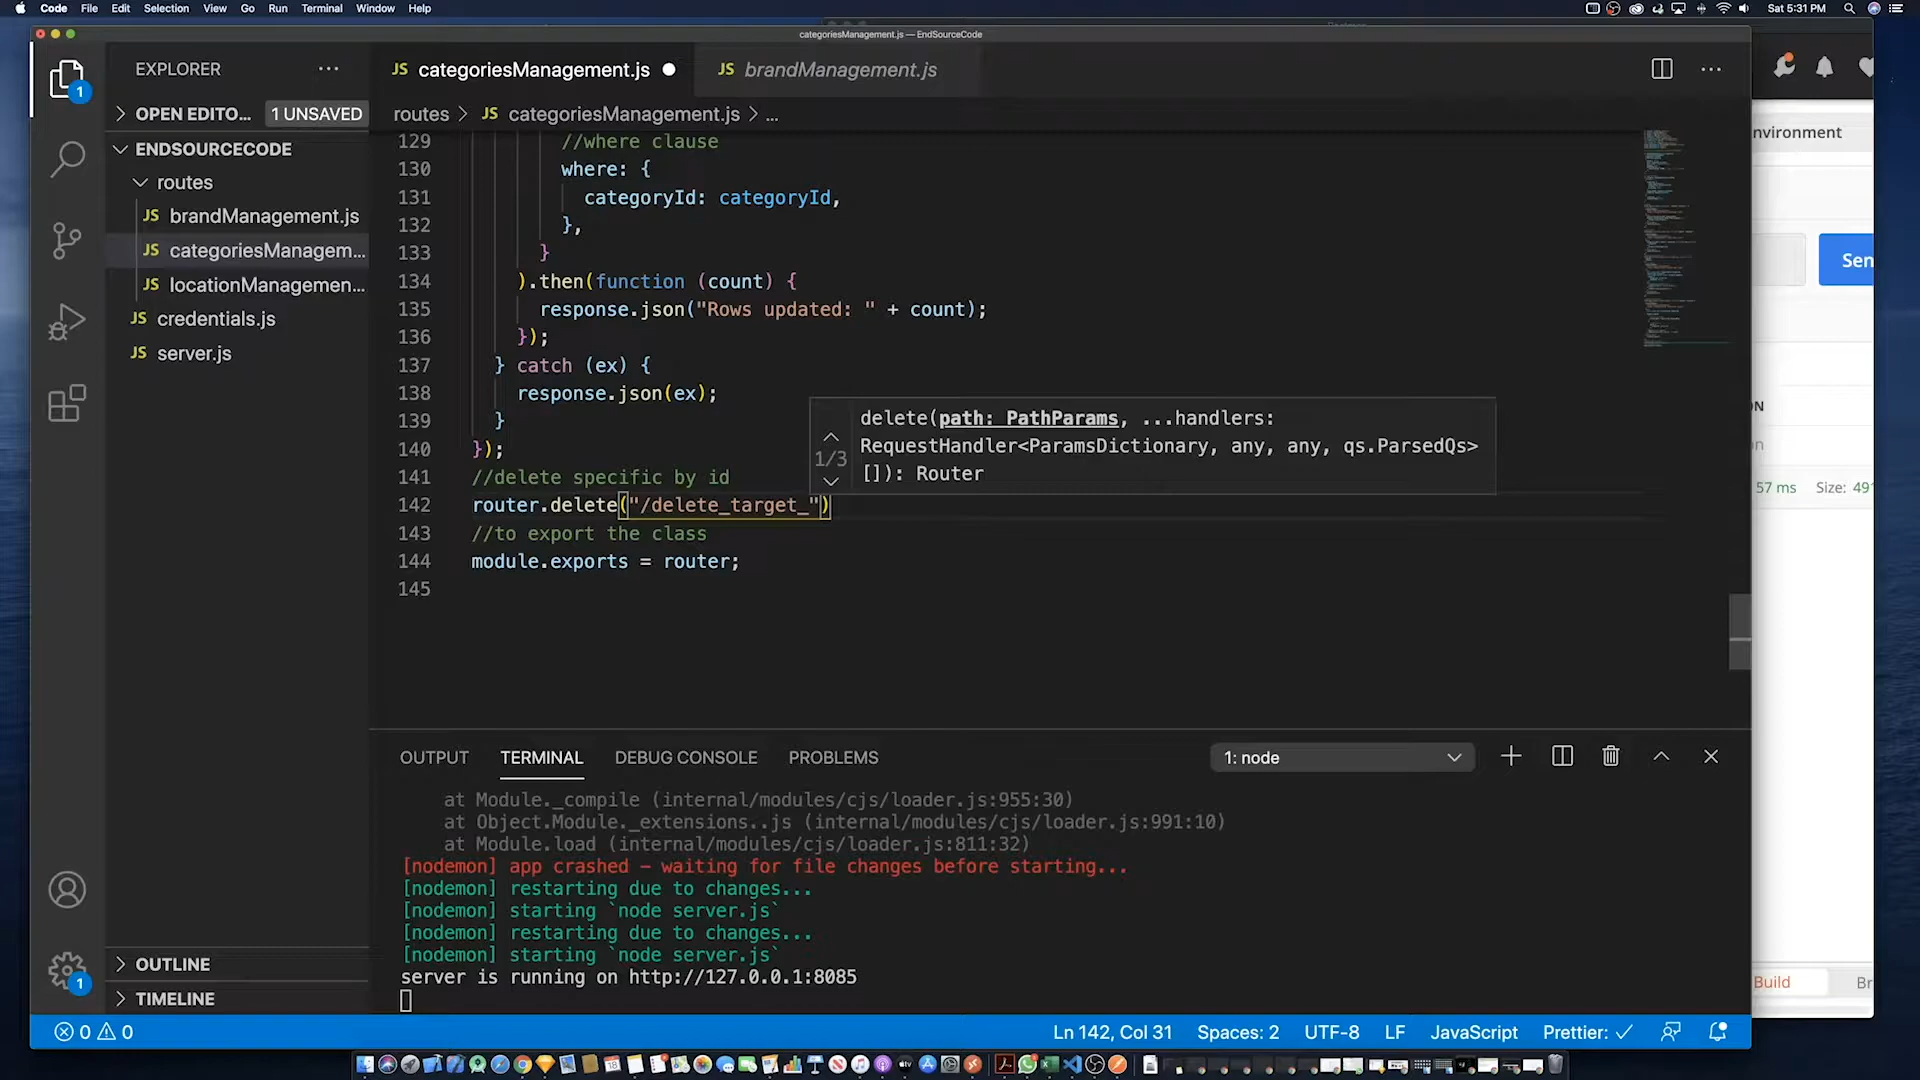 Code File Edit Selection View Go Run Terminal Window Help
Sat 5:31 PM
categoriesManagement.js — EndSourceCode
EXPLORER
OPEN EDITO... 1 UNSAVED
ENDSOURCECODE
routes
JS brandManagement.js
JS categoriesManagem...
JS locationManagemen...
JS credentials.js
JS server.js
OUTLINE
TIMELINE
1
1
JS categoriesManagement.js
JS brandManagement.js
routes > JS categoriesManagement.js > ...
129 //where clause
130 where: {
131 categoryId: categoryId,
132 },
133 }
134 ).then(function (count) {
135 response.json("Rows updated: " + count);
136 });
137 } catch (ex) {
138 response.json(ex);
139 }
140 });
141 //delete specific by id
142 router.delete("/delete_target_")
143 //to export the class
144 module.exports = router;
145
delete(path: PathParams, ...handlers:
1/3 RequestHandler<ParamsDictionary, any, any, qs.ParsedQs>
[]): Router
OUTPUT TERMINAL DEBUG CONSOLE PROBLEMS
1: node
at Module._compile (internal/modules/cjs/loader.js:955:30)
at Object.Module._extensions..js (internal/modules/cjs/loader.js:991:10)
at Module.load (internal/modules/cjs/loader.js:811:32)
[nodemon] app crashed - waiting for file changes before starting...
[nodemon] restarting due to changes...
[nodemon] starting `node server.js`
[nodemon] restarting due to changes...
[nodemon] starting `node server.js`
server is running on http://127.0.0.1:8085
0 0
Ln 142, Col 31 Spaces: 2 UTF-8 LF JavaScript Prettier: ✓
nvironment
Sen
ON
57 ms Size: 49
Build
Br